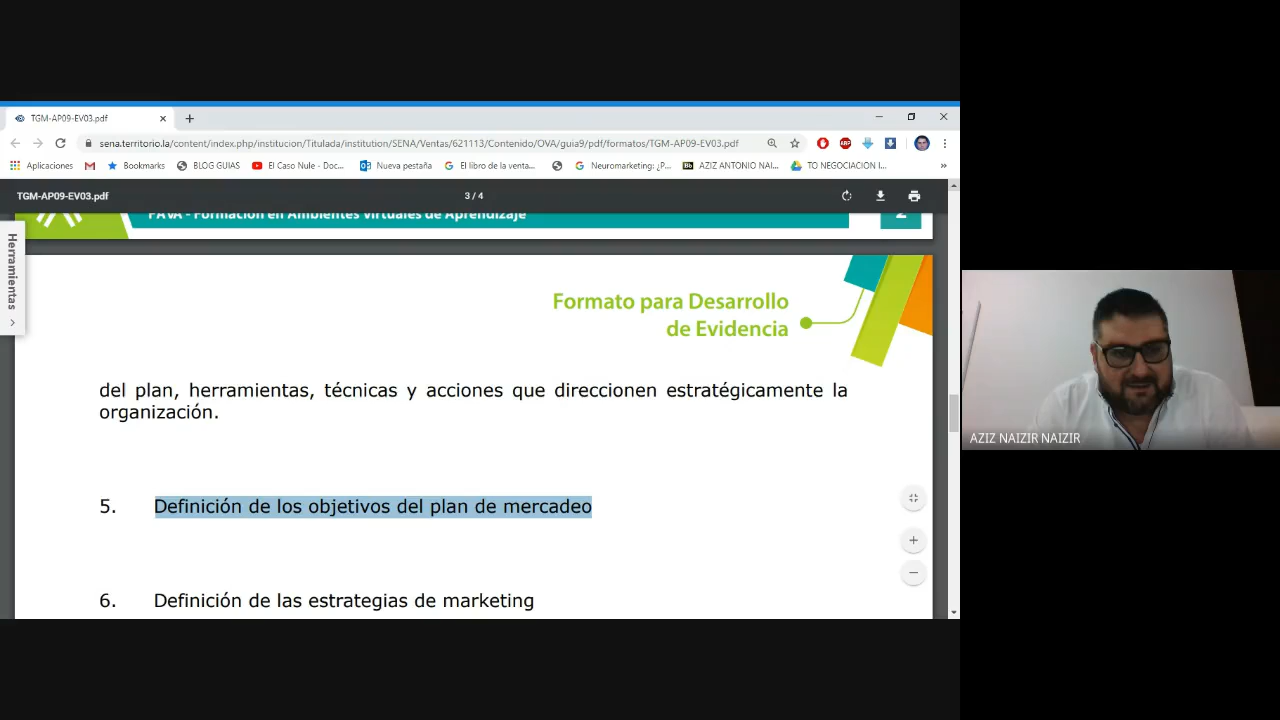 TGM-AP09-EV03.pdf
sena.territorio.la/content/index.php/institucion/Titulada/institution/SENA/Ventas/621113/Contenido/OVA/guia9/pdf/formatos/TGM-AP09-EV03.pdf
Aplicaciones
Bookmarks
BLOG GUIAS
El Caso Nule - Doc...
Nueva pestaña
El libro de la venta...
Neuromarketing: ¿P...
Bb
AZIZ ANTONIO NAI...
TO NEGOCIACION I...
»
TGM-AP09-EV03.pdf
3 / 4
FAVA - Formación en Ambientes Virtuales de Aprendizaje
2
Herramientas
Formato para Desarrollo
de Evidencia
del plan, herramientas, técnicas y acciones que direccionen estratégicamente la
organización.
5. Definición de los objetivos del plan de mercadeo
6. Definición de las estrategias de marketing
AZIZ NAIZIR NAIZIR